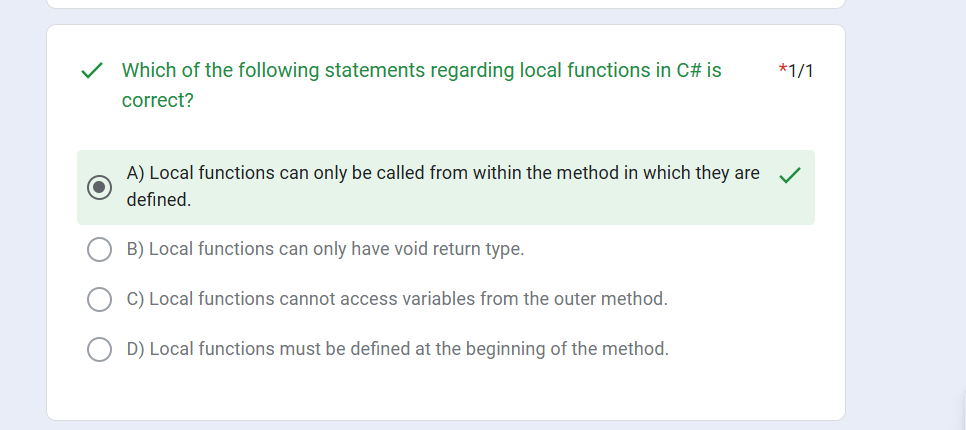 Which of the following statements regarding local functions in C# is
*1/1
correct?
A) Local functions can only be called from within the method in which they are
defined.
B) Local functions can only have void return type.
C) Local functions cannot access variables from the outer method.
D) Local functions must be defined at the beginning of the method.